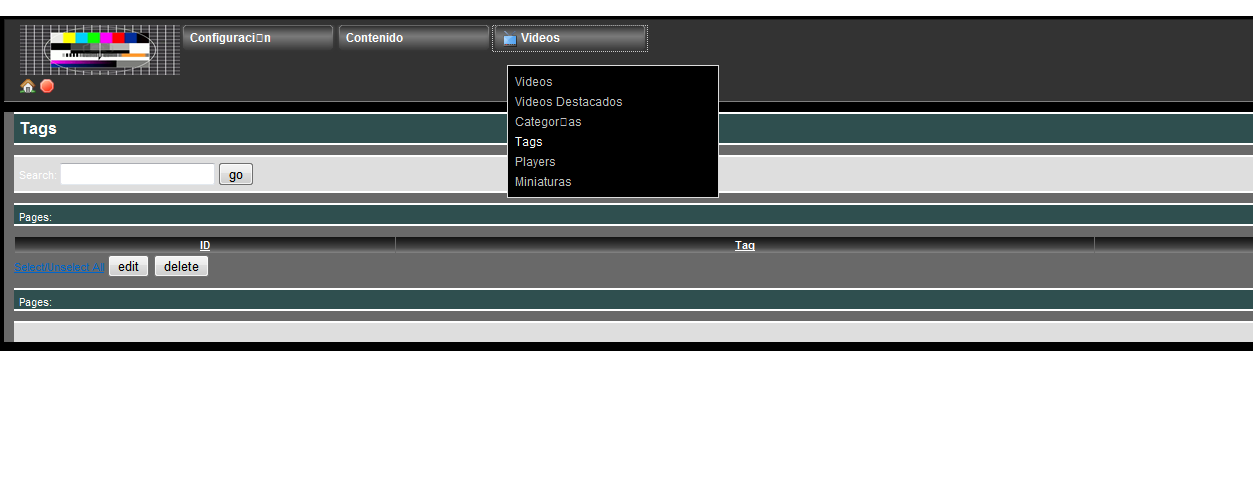 Configuraci□n Contenido Videos
Videos
Videos Destacados
Categor□as
Tags
Players
Miniaturas
Tags
Search: go
Pages:
ID Tag
Select/Unselect All edit delete
Pages: